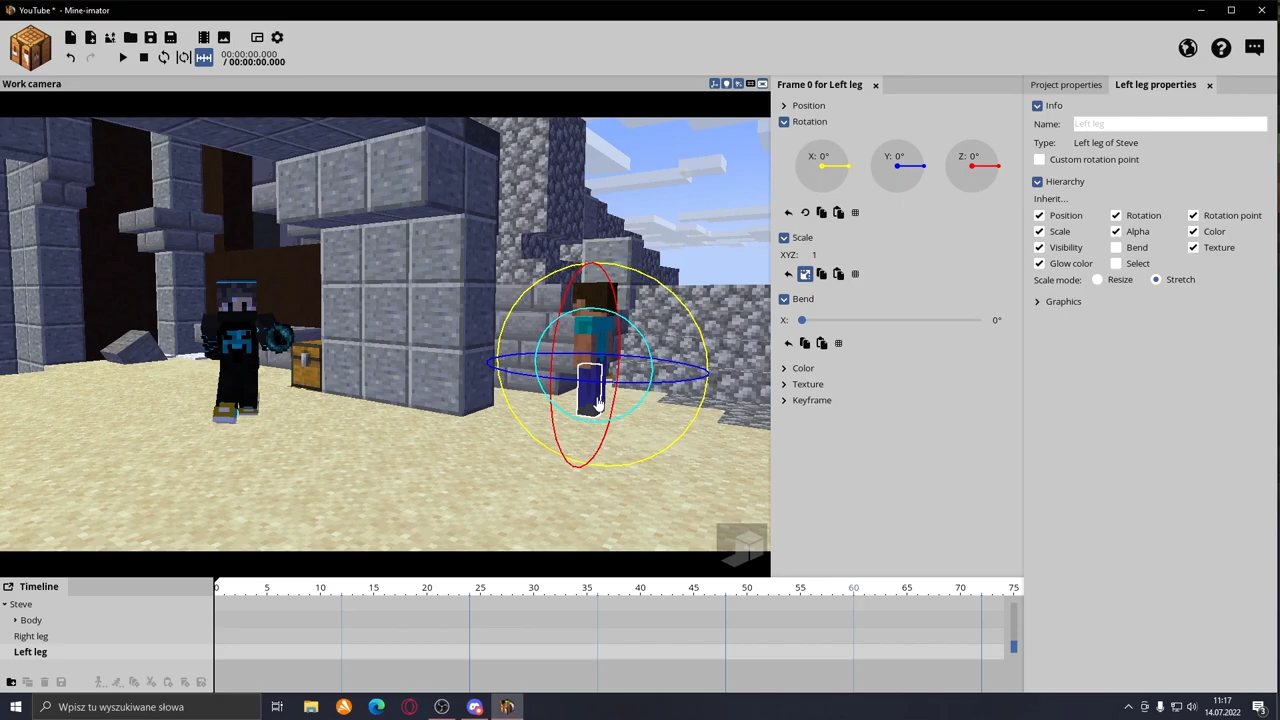 YouTube * - Mine-imator
00:00:00.000
/ 00:00:00.000
Work camera
Frame 0 for Left leg
Project properties
Left leg properties
Position
Rotation
X: 0°
Y: 0°
Z: 0°
Scale
XYZ: 1
Bend
X:
0°
Color
Texture
Keyframe
Info
Name: Left leg
Type: Left leg of Steve
Custom rotation point
Hierarchy
Inherit...
Position Rotation Rotation point
Scale Alpha Color
Visibility Bend Texture
Glow color Select
Scale mode: Resize Stretch
Graphics
Timeline
0 5 10 15 20 25 30 35 40 45 50 55 60 65 70 75
Steve
Body
Right leg
Left leg
Wpisz tu wyszukiwane słowa
11:17
14.07.2022
3